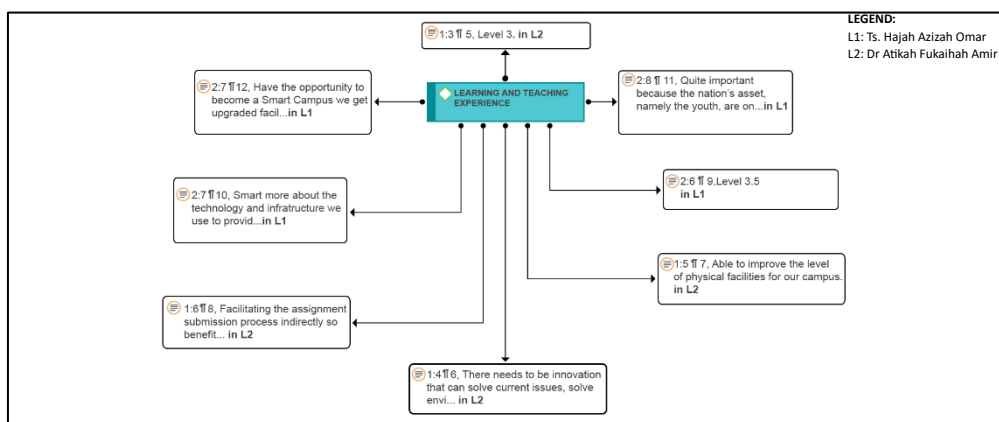 LEGEND:
L1: Ts. Hajah Azizah Omar
L2: Dr Atikah Fukaihah Amir
1:3 ¶ 5, Level 3. in L2
LEARNING AND TEACHING
EXPERIENCE
2:7 ¶12, Have the opportunity to
become a Smart Campus we get
upgraded facil...in L1
2:8 ¶ 11, Quite important
because the nation's asset,
namely the youth, are on...in L1
2:7 ¶10, Smart more about the
technology and infratructure we
use to provid...in L1
2:6 ¶ 9,Level 3.5
in L1
1:5 ¶ 7, Able to improve the level
of physical facilities for our campus.
in L2
1:6¶8, Facilitating the assignment
submission process indirectly so
benefit... in L2
1:4¶6, There needs to be innovation
that can solve current issues, solve
envi... in L2